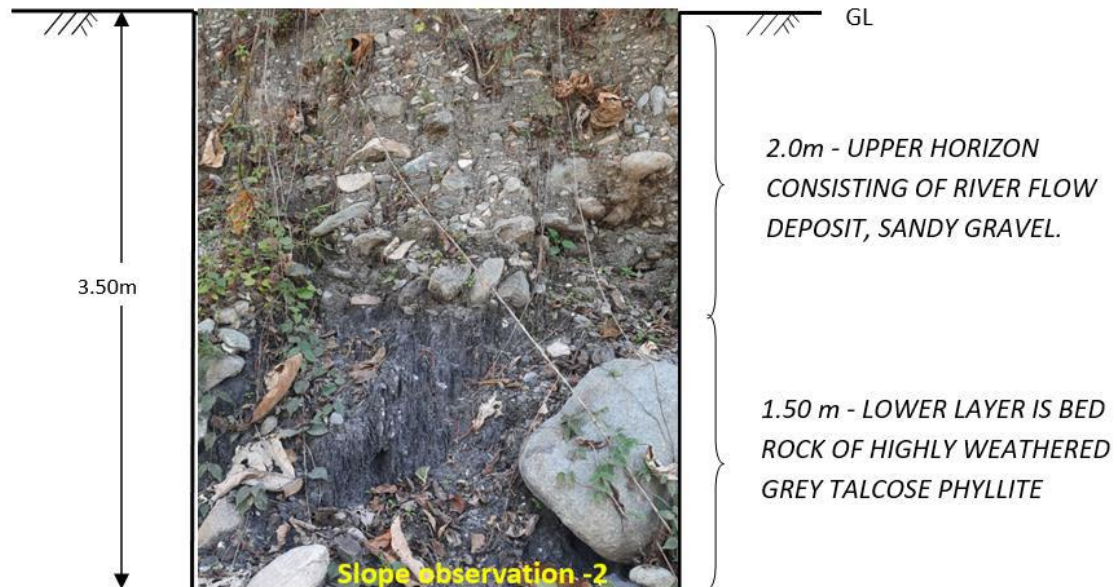 GL
2.0m - UPPER HORIZON
CONSISTING OF RIVER FLOW
DEPOSIT, SANDY GRAVEL.
3.50m
1.50 m - LOWER LAYER IS BED
ROCK OF HIGHLY WEATHERED
GREY TALCOSE PHYLLITE
Slope observation -2